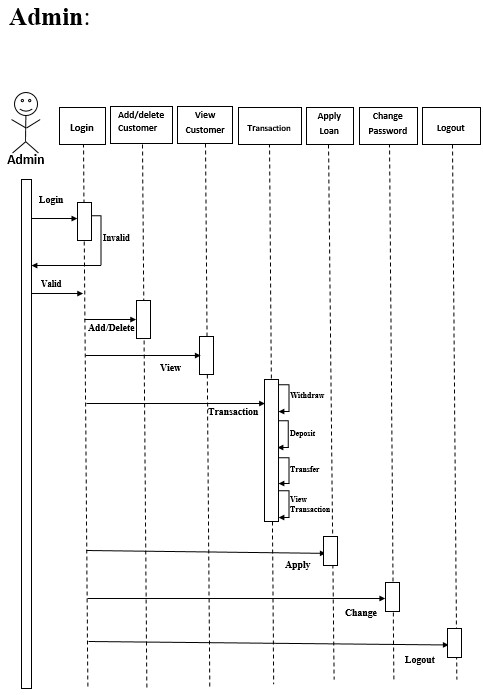 Admin:
Admin
Login
Add/delete
Customer
View
Customer
Transaction
Apply
Loan
Change
Password
Logout
Login
Invalid
Valid
Add/Delete
View
Transaction
Withdraw
Deposit
Transfer
View
Transaction
Apply
Change
Logout